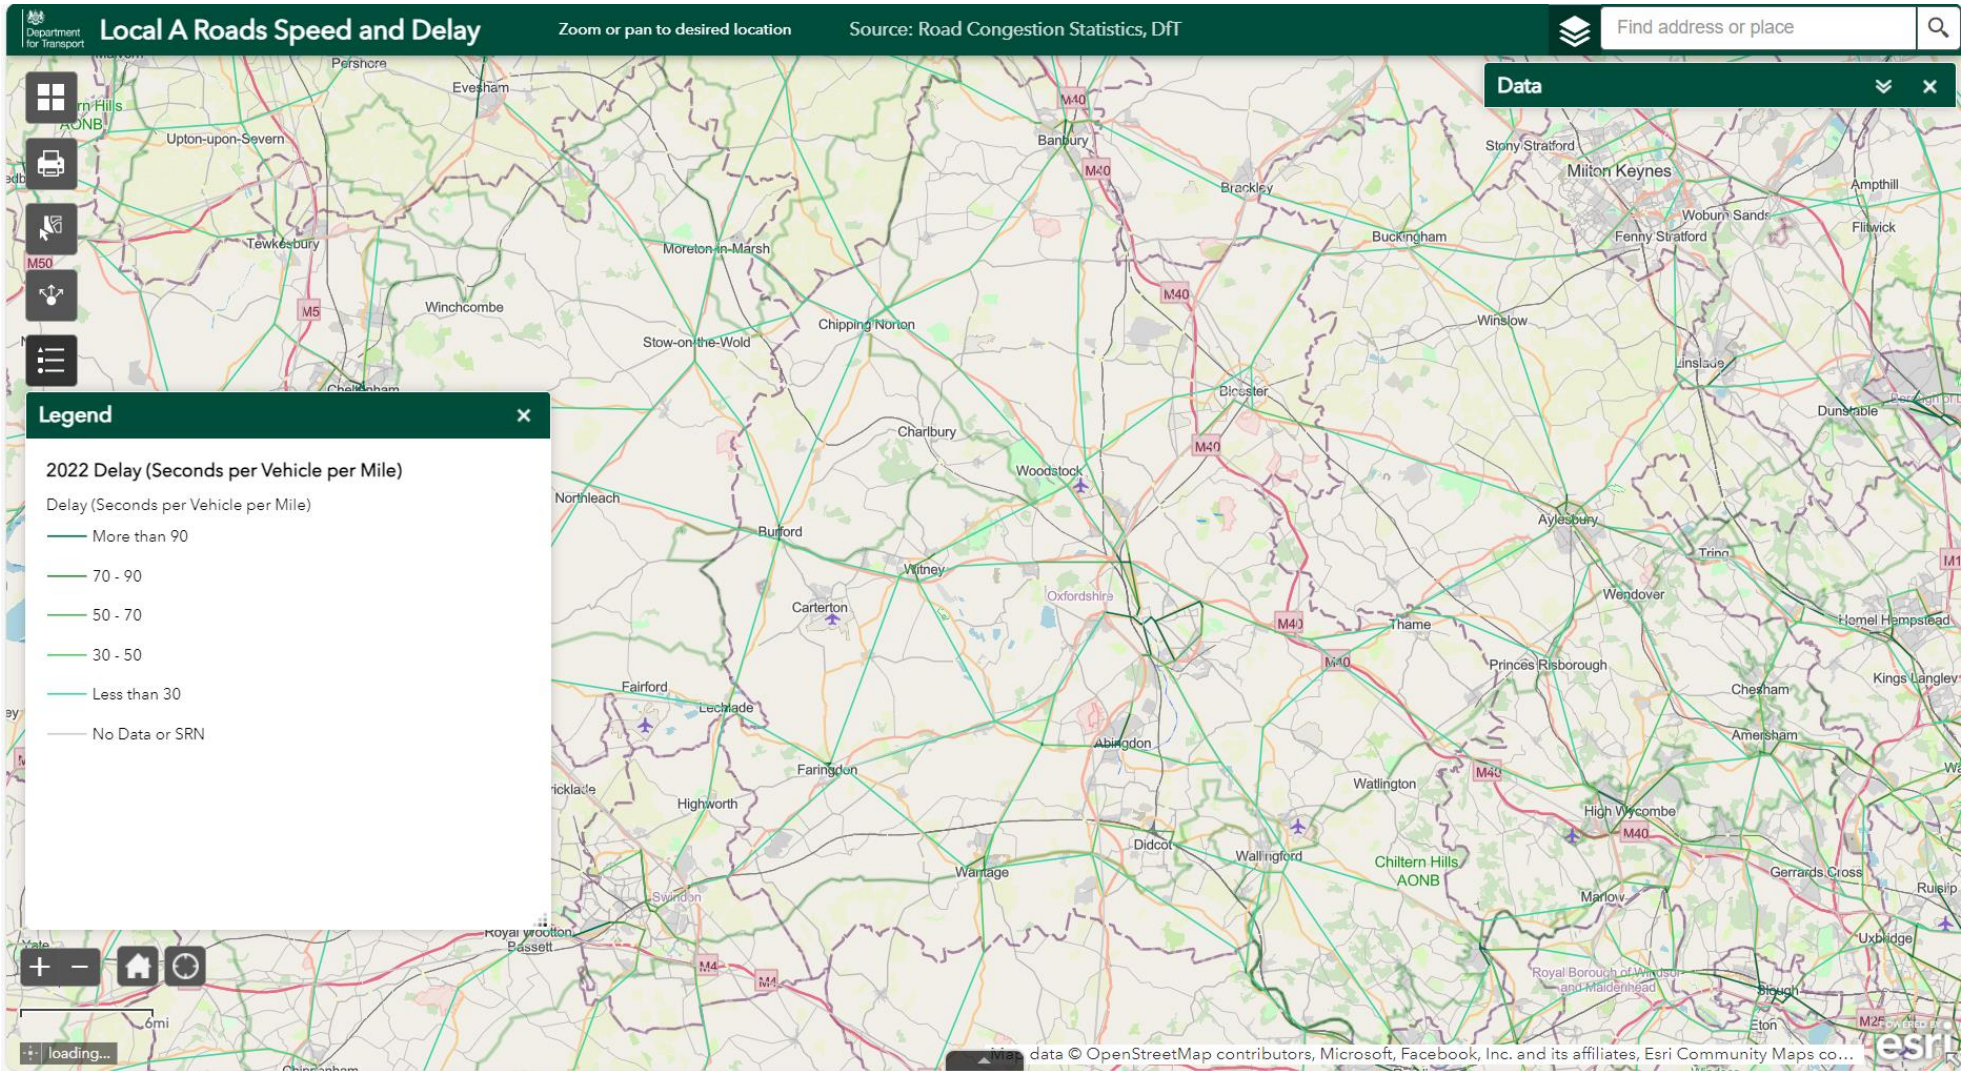 Department
for Transport
Local A Roads Speed and Delay
Zoom or pan to desired location
Source: Road Congestion Statistics, DfT
Find address or place
Data
Pershore
Evesham
M40
Banbury
Stony Stratford
Milton Keynes
AONB
Upton-upon-Severn
M40
Brackley
Ampthill
Woburn Sands
Flitwick
Tewkesbury
Moreton-in-Marsh
Buckingham
Fenny Stratford
M50
M40
M5
Winchcombe
Chipping Norton
Winslow
Stow-on-the-Wold
Linslade
Cheltenham
Bicester
Dunstable
Legend
Charlbury
M40
2022 Delay (Seconds per Vehicle per Mile)
Woodstock
Delay (Seconds per Vehicle per Mile)
Northleach
Aylesbury
More than 90
Burford
Tring
M1
70 - 90
Witney
Oxfordshire
Wendover
50 - 70
Carterton
M40
Thame
Hemel Hempstead
30 - 50
M40
Princes Risborough
Less than 30
Fairford
Lechlade
Chesham
Kings Langley
No Data or SRN
Abingdon
Amersham
Faringdon
M40
Watlington
Highworth
High Wycombe
M40
Didcot
Wallingford
Chiltern Hills
AONB
Wantage
Gerrards Cross
Swindon
Marlow
Royal Wootton
Bassett
Uxbridge
M4
M4
Royal Borough of Windsor
and Maidenhead
Slough
6mi
Eton
M25
loading...
Map data © OpenStreetMap contributors, Microsoft, Facebook, Inc. and its affiliates, Esri Community Maps co...
POWERED BY
esri